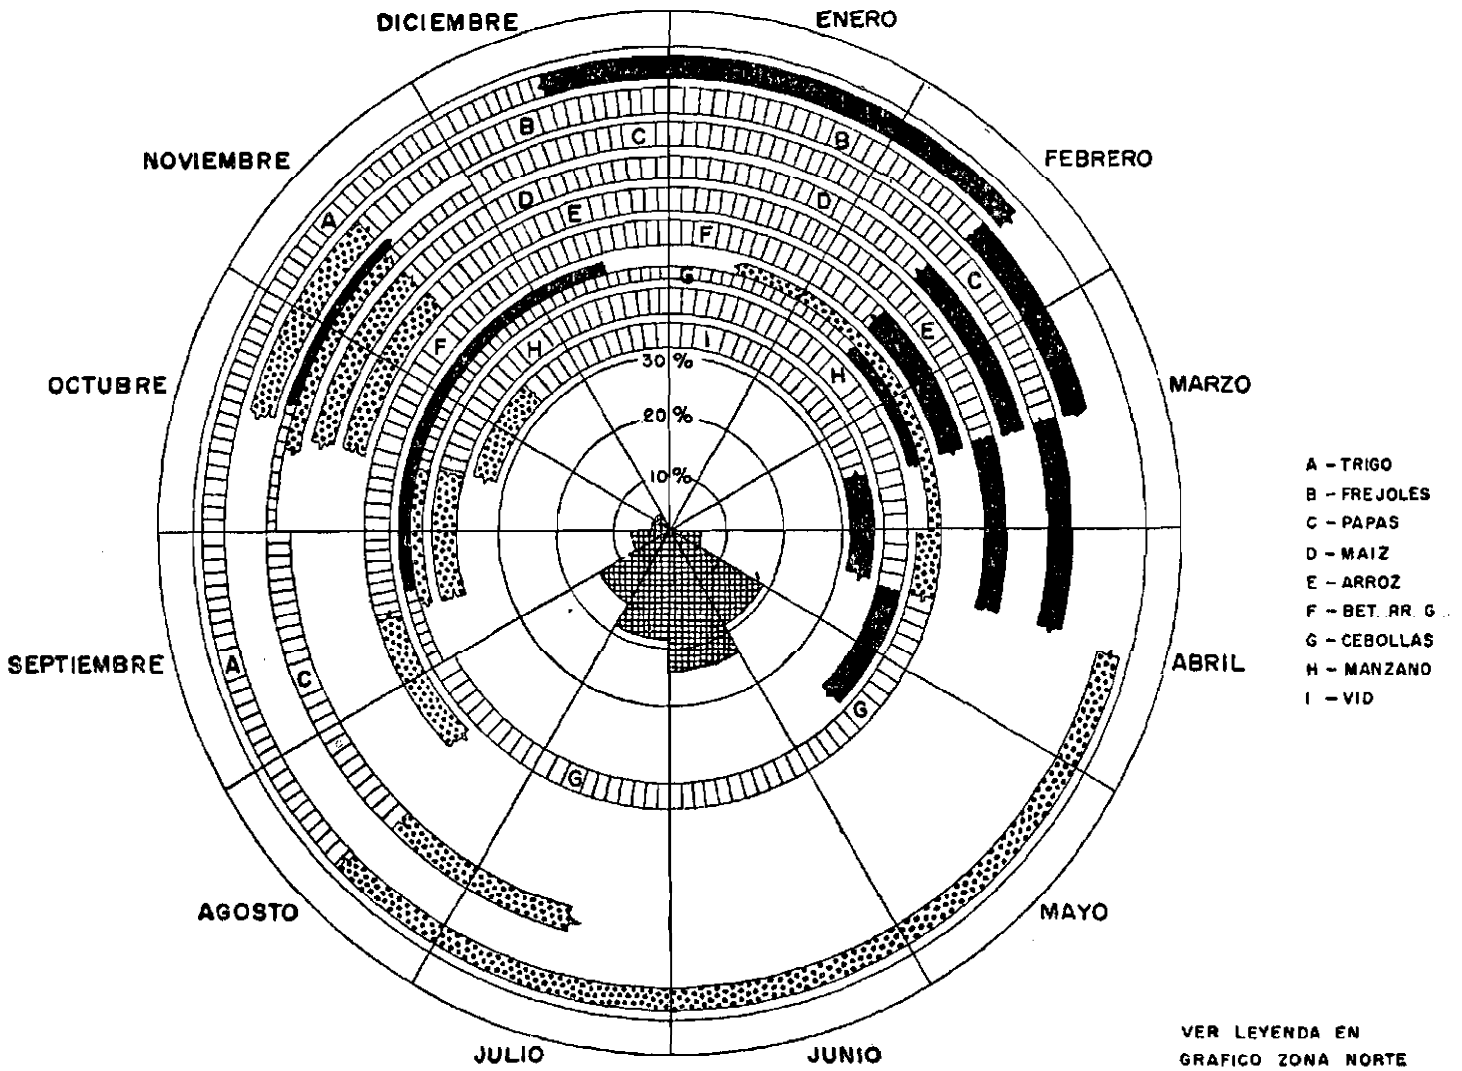 DICIEMBRE
ENERO
NOVIEMBRE
FEBRERO
OCTUBRE
MARZO
SEPTIEMBRE
ABRIL
AGOSTO
MAYO
JULIO
JUNIO
B
C
B
A
D
D
E
F
C
G
F
H
I
E
H
30 %
20 %
10 %
A
C
G
G
A - TRIGO
B - FREJOLES
C - PAPAS
D - MAIZ
E - ARROZ
F - BET. RR. G.
G - CEBOLLAS
H - MANZANO
I - VID
VER LEYENDA EN
GRAFICO ZONA NORTE